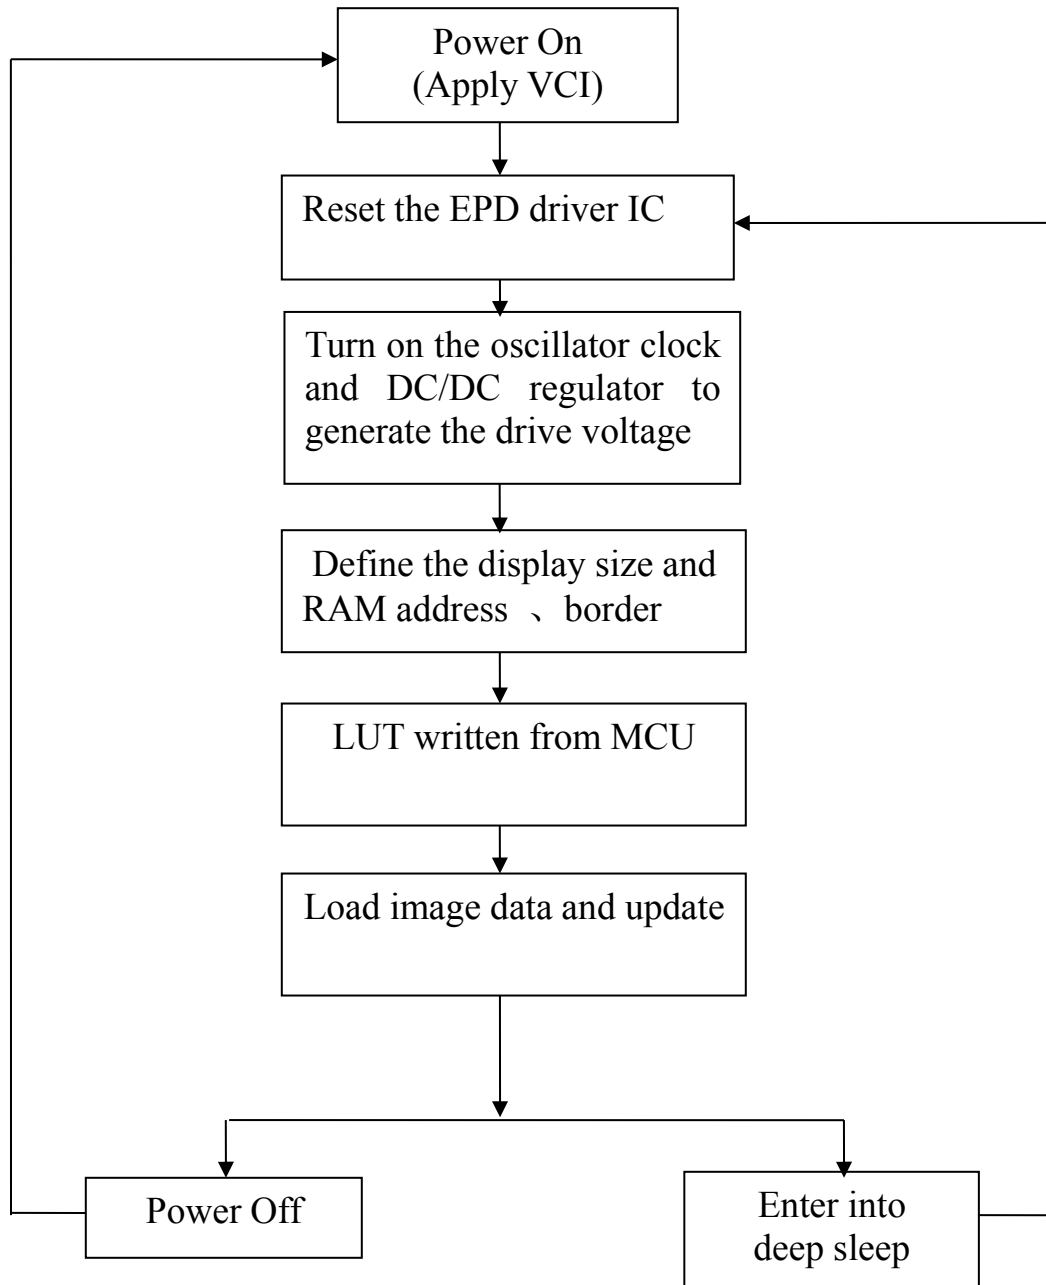 Power On
(Apply VCI)
Reset the EPD driver IC
Turn on the oscillator clock
and DC/DC regulator to
generate the drive voltage
Define the display size and
RAM address 、border
LUT written from MCU
Load image data and update
Power Off
Enter into
deep sleep